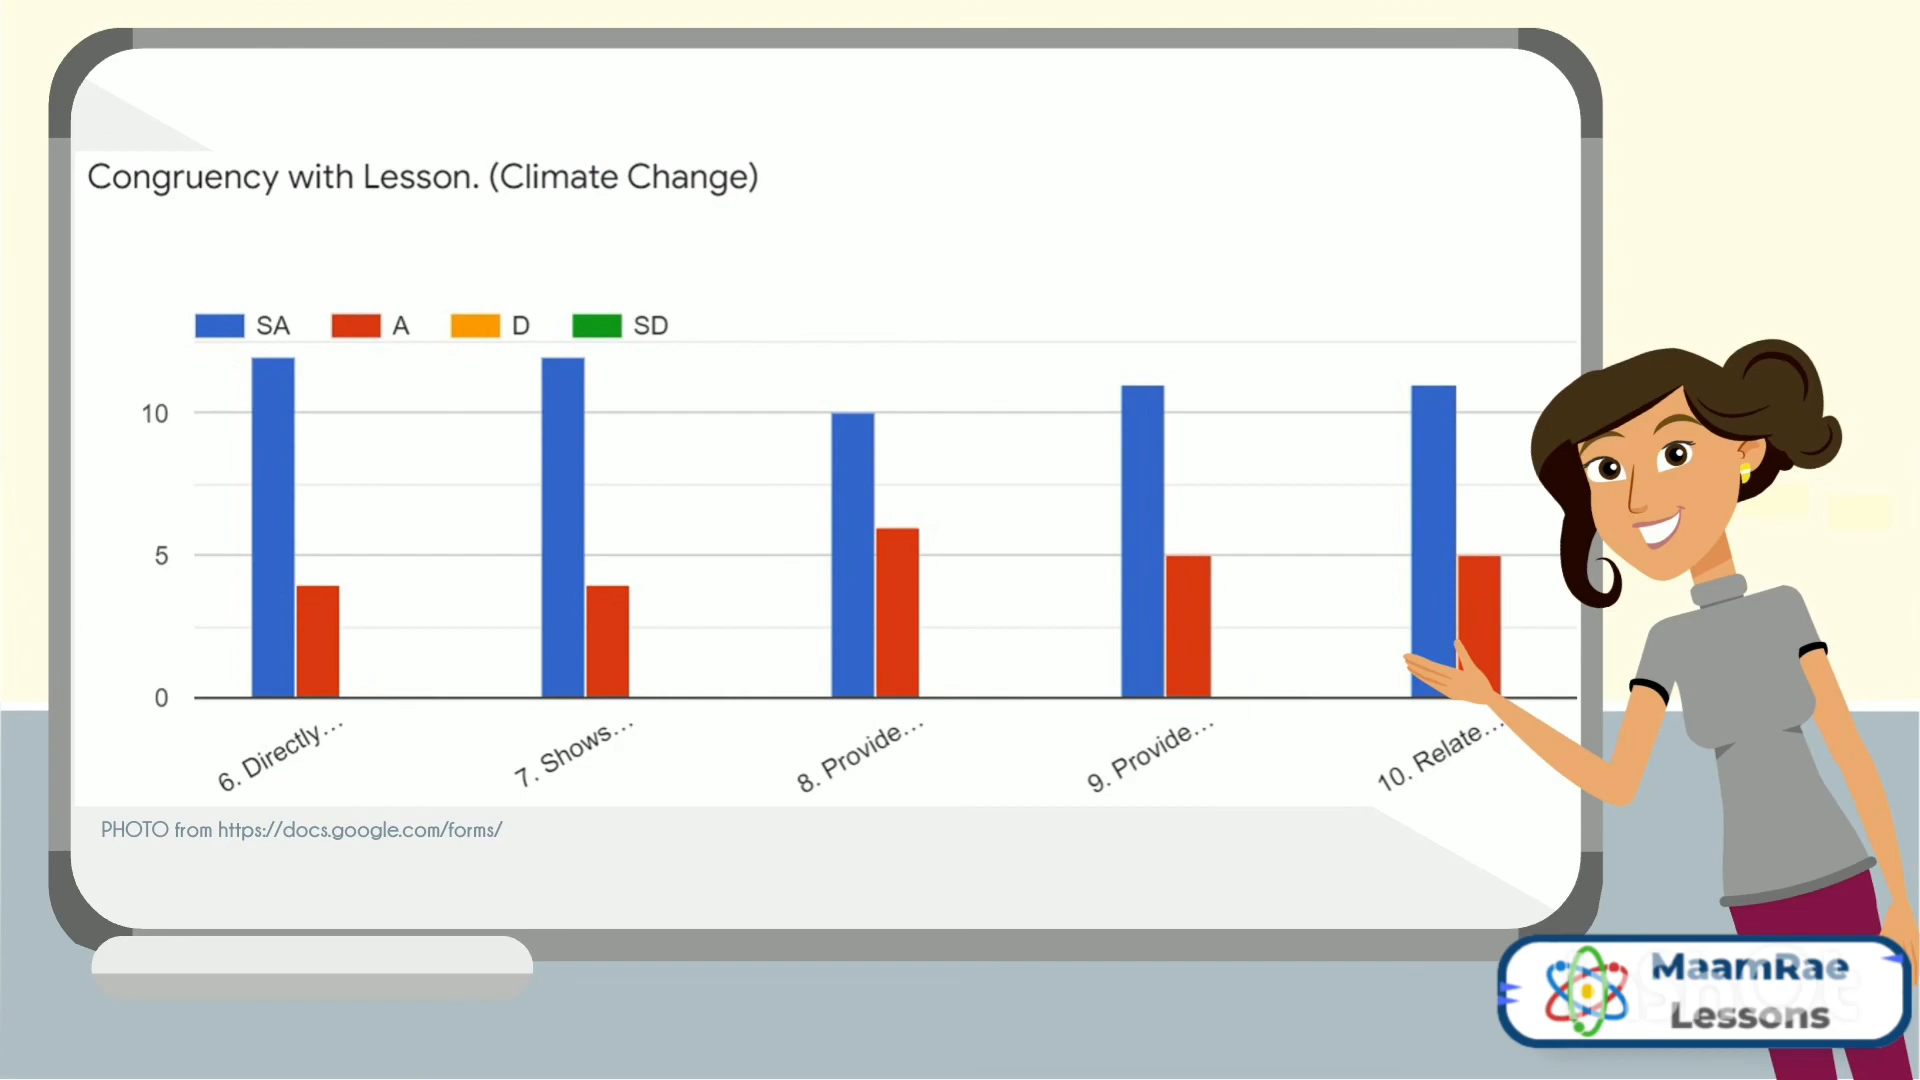 Congruency with Lesson. (Climate Change)
SA A D SD
10
5
0
6. Directly...
7. Shows...
8. Provide...
9. Provide...
10. Relate...
PHOTO from https://docs.google.com/forms/
MaamRae
Lessons